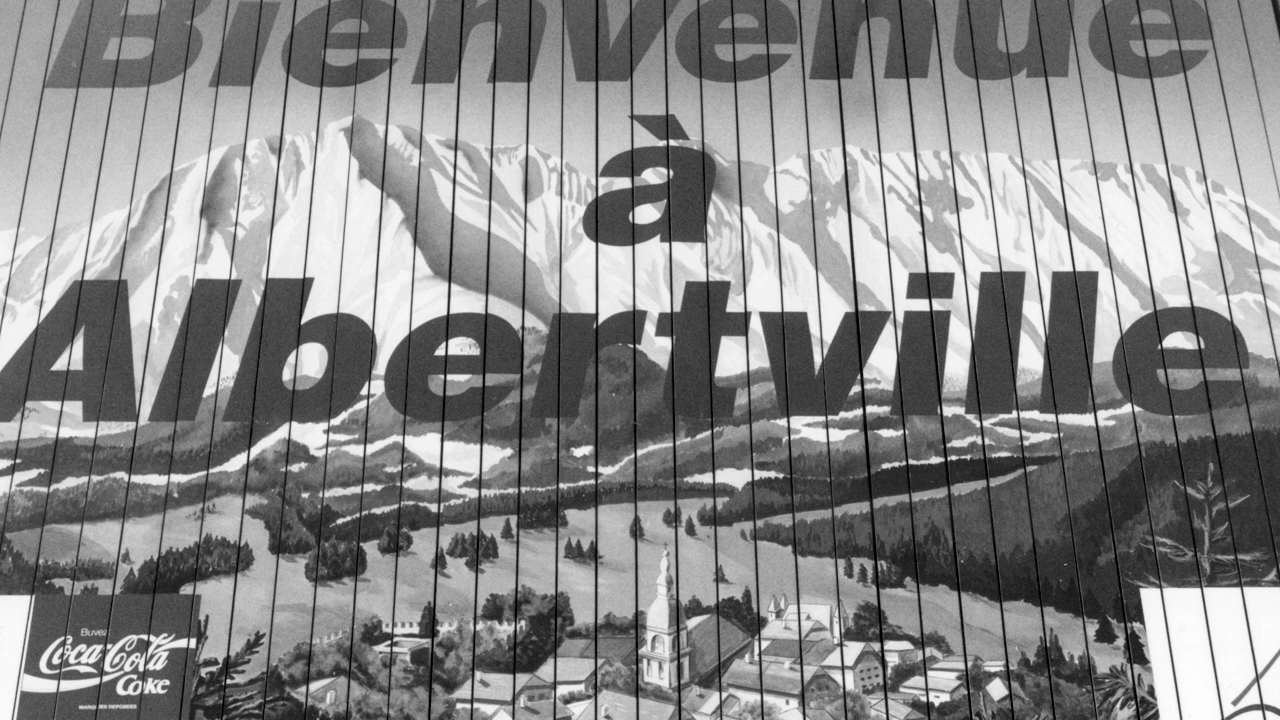 Bienvenue
à
Albertville
Buvez
Coca-Cola
Coke
MARQUES DEPOSEES